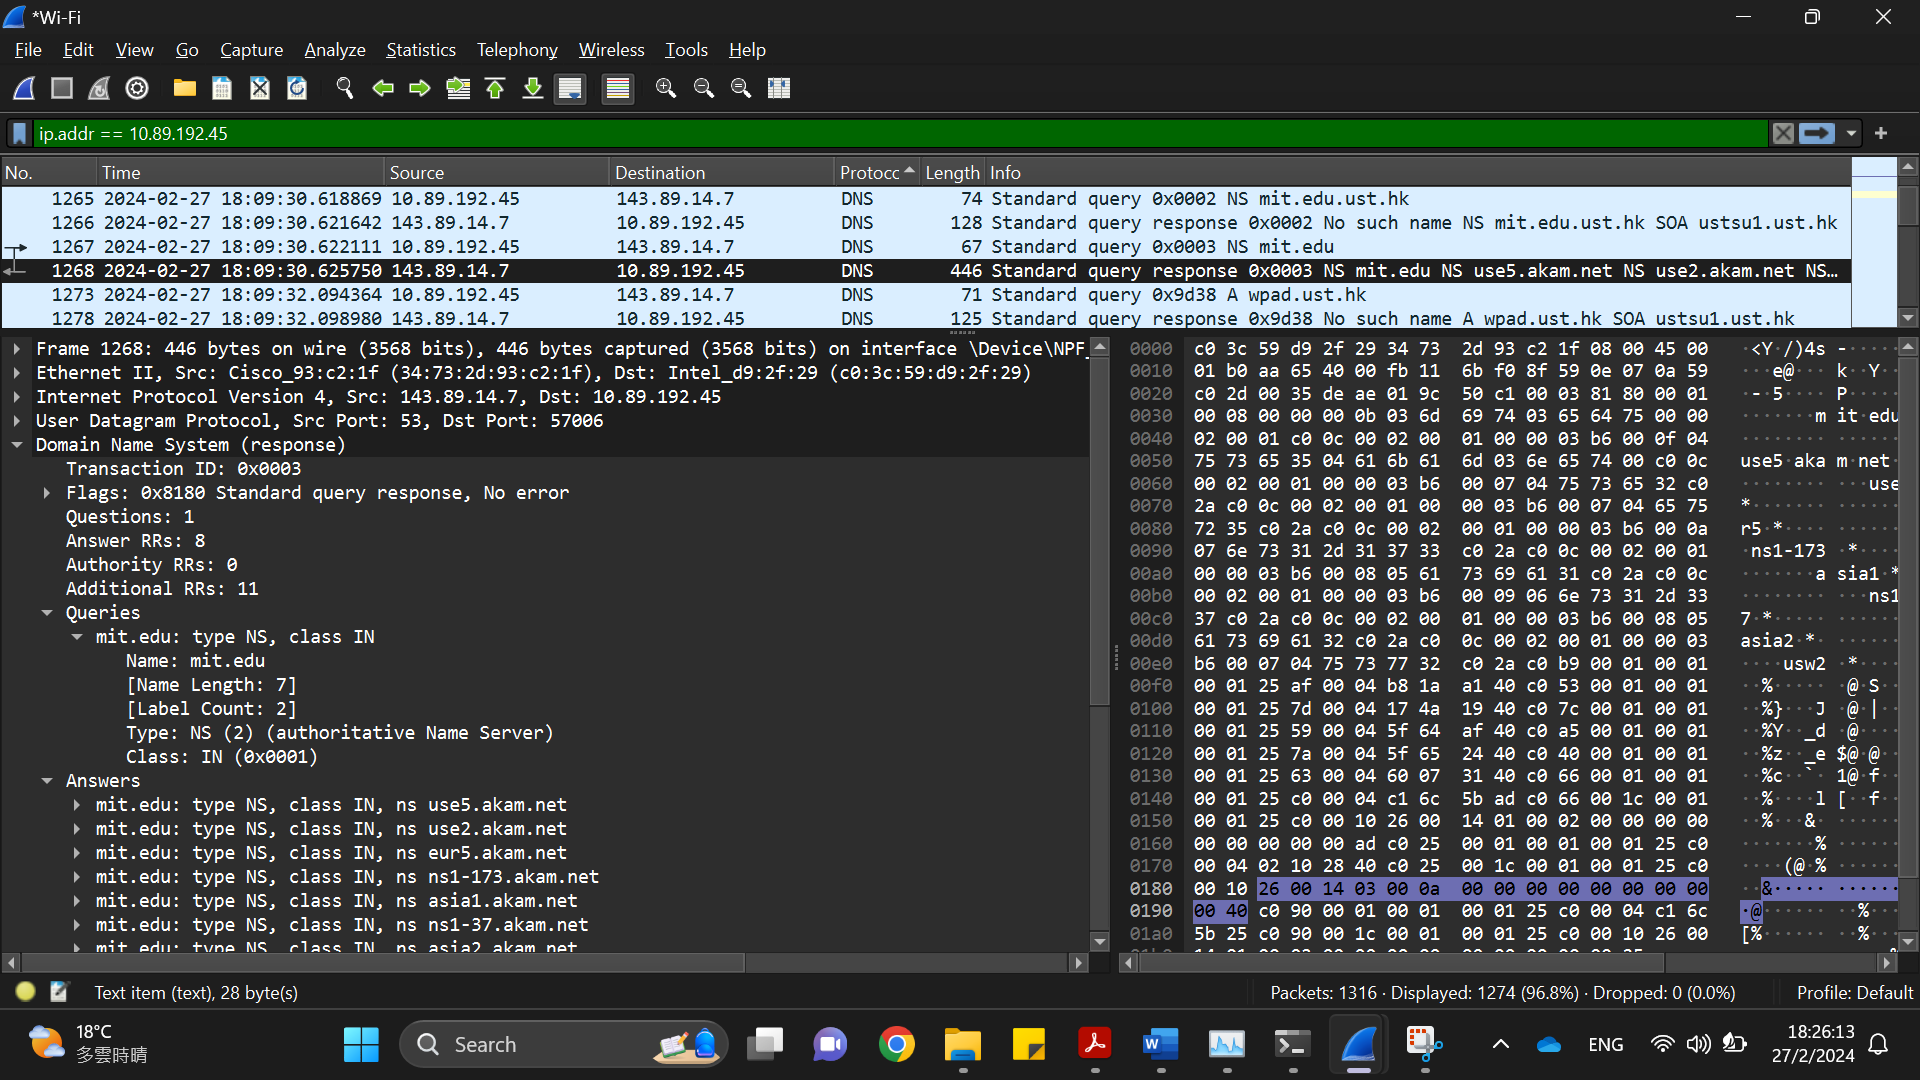 *Wi-Fi
File Edit View Go Capture Analyze Statistics Telephony Wireless Tools Help
ip.addr == 10.89.192.45
No. Time Source Destination Protocc Length Info
1265 2024-02-27 18:09:30.618869 10.89.192.45 143.89.14.7 DNS 74 Standard query 0x0002 NS mit.edu.ust.hk
1266 2024-02-27 18:09:30.621642 143.89.14.7 10.89.192.45 DNS 128 Standard query response 0x0002 No such name NS mit.edu.ust.hk SOA ustsu1.ust.hk
1267 2024-02-27 18:09:30.622111 10.89.192.45 143.89.14.7 DNS 67 Standard query 0x0003 NS mit.edu
1268 2024-02-27 18:09:30.625750 143.89.14.7 10.89.192.45 DNS 446 Standard query response 0x0003 NS mit.edu NS use5.akam.net NS use2.akam.net NS…
1273 2024-02-27 18:09:32.094364 10.89.192.45 143.89.14.7 DNS 71 Standard query 0x9d38 A wpad.ust.hk
1278 2024-02-27 18:09:32.098980 143.89.14.7 10.89.192.45 DNS 125 Standard query response 0x9d38 No such name A wpad.ust.hk SOA ustsu1.ust.hk
Frame 1268: 446 bytes on wire (3568 bits), 446 bytes captured (3568 bits) on interface \Device\NPF_
Ethernet II, Src: Cisco_93:c2:1f (34:73:2d:93:c2:1f), Dst: Intel_d9:2f:29 (c0:3c:59:d9:2f:29)
Internet Protocol Version 4, Src: 143.89.14.7, Dst: 10.89.192.45
User Datagram Protocol, Src Port: 53, Dst Port: 57006
Domain Name System (response)
Transaction ID: 0x0003
Flags: 0x8180 Standard query response, No error
Questions: 1
Answer RRs: 8
Authority RRs: 0
Additional RRs: 11
Queries
mit.edu: type NS, class IN
Name: mit.edu
[Name Length: 7]
[Label Count: 2]
Type: NS (2) (authoritative Name Server)
Class: IN (0x0001)
Answers
mit.edu: type NS, class IN, ns use5.akam.net
mit.edu: type NS, class IN, ns use2.akam.net
mit.edu: type NS, class IN, ns eur5.akam.net
mit.edu: type NS, class IN, ns ns1-173.akam.net
mit.edu: type NS, class IN, ns asia1.akam.net
mit.edu: type NS, class IN, ns ns1-37.akam.net
mit.edu: type NS, class IN, ns asia2.akam.net
0000 c0 3c 59 d9 2f 29 34 73 2d 93 c2 1f 08 00 45 00 ·<Y·/)4s -·····E·
0010 01 b0 aa 65 40 00 fb 11 6b f0 8f 59 0e 07 0a 59 ···e@··· k··Y···Y
0020 c0 2d 00 35 de ae 01 9c 50 c1 00 03 81 80 00 01 ·-·5···· P·······
0030 00 08 00 00 00 0b 03 6d 69 74 03 65 64 75 00 00 ·······m it·edu
0040 02 00 01 c0 0c 00 02 00 01 00 00 03 b6 00 0f 04 ········ ········
0050 75 73 65 35 04 61 6b 61 6d 03 6e 65 74 00 c0 0c use5·aka m·net···
0060 00 02 00 01 00 00 03 b6 00 07 04 75 73 65 32 c0 ········ ···use
0070 2a c0 0c 00 02 00 01 00 00 03 b6 00 07 04 65 75 *······· ······
0080 72 35 c0 2a c0 0c 00 02 00 01 00 00 03 b6 00 0a r5·*···· ········
0090 07 6e 73 31 2d 31 37 33 c0 2a c0 0c 00 02 00 01 ·ns1-173 ·*······
00a0 00 00 03 b6 00 08 05 61 73 69 61 31 c0 2a c0 0c ·······a sia1·*
00b0 00 02 00 01 00 00 03 b6 00 09 06 6e 73 31 2d 33 ········ ···ns1
00c0 37 c0 2a c0 0c 00 02 00 01 00 00 03 b6 00 08 05 7·*····· ········
00d0 61 73 69 61 32 c0 2a c0 0c 00 02 00 01 00 00 03 asia2·*· ········
00e0 b6 00 07 04 75 73 77 32 c0 2a c0 b9 00 01 00 01 ····usw2 ·*······
00f0 00 01 25 af 00 04 b8 1a a1 40 c0 53 00 01 00 01 ··%····· ·@·S····
0100 00 01 25 7d 00 04 17 4a 19 40 c0 7c 00 01 00 01 ··%}···J ·@·|····
0110 00 01 25 59 00 04 5f 64 af 40 c0 a5 00 01 00 01 ··%Y··_d ·@······
0120 00 01 25 7a 00 04 5f 65 24 40 c0 40 00 01 00 01 ··%z··_e $@·@····
0130 00 01 25 63 00 04 60 07 31 40 c0 66 00 01 00 01 ··%c··`· 1@·f····
0140 00 01 25 c0 00 04 c1 6c 5b ad c0 66 00 1c 00 01 ··%····l [··f····
0150 00 01 25 c0 00 10 26 00 14 01 00 02 00 00 00 00 ··%···&· ········
0160 00 00 00 00 00 ad c0 25 00 01 00 01 00 01 25 c0 ·······% ········
0170 00 04 02 10 28 40 c0 25 00 1c 00 01 00 01 25 c0 ····(@·% ········
0180 00 10 26 00 14 03 00 0a 00 00 00 00 00 00 00 00 ··&····· ········
0190 00 40 c0 90 00 01 00 01 00 01 25 c0 00 04 c1 6c ·@······ ··%·····
01a0 5b 25 c0 90 00 1c 00 01 00 01 25 c0 00 10 26 00 [%······ ··%·····
Text item (text), 28 byte(s)
Packets: 1316 · Displayed: 1274 (96.8%) · Dropped: 0 (0.0%)
Profile: Default
18°C
多雲時晴
Search
ENG
18:26:13
27/2/2024